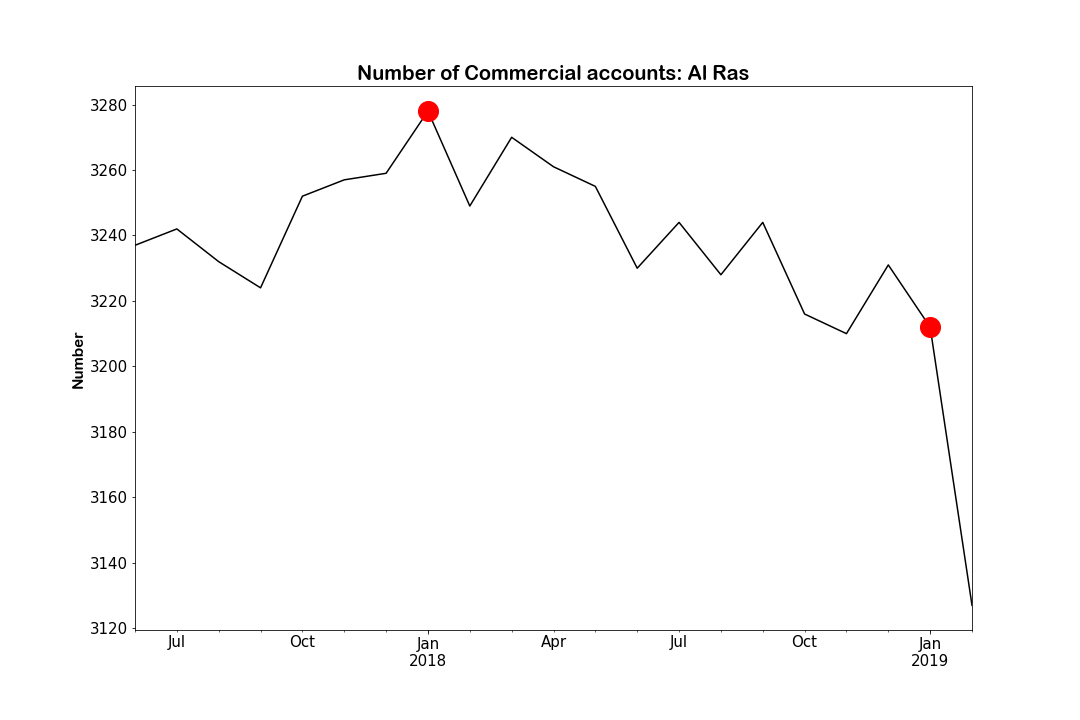 Number of Commercial accounts: Al Ras
3280
3260
3240
3220
3200
3180
3160
3140
3120
Number
Jul
Oct
Jan
2018
Apr
Jul
Oct
Jan
2019